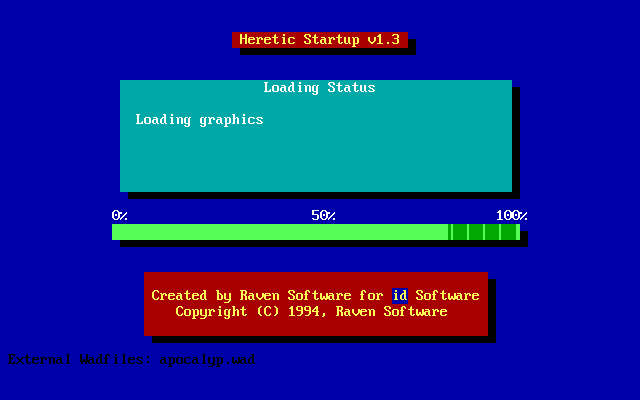 Heretic Startup v1.3
Loading Status
Loading graphics
0% 50% 100%
Created by Raven Software for id Software
Copyright (C) 1994, Raven Software
External Wadfiles: apocalyp.wad